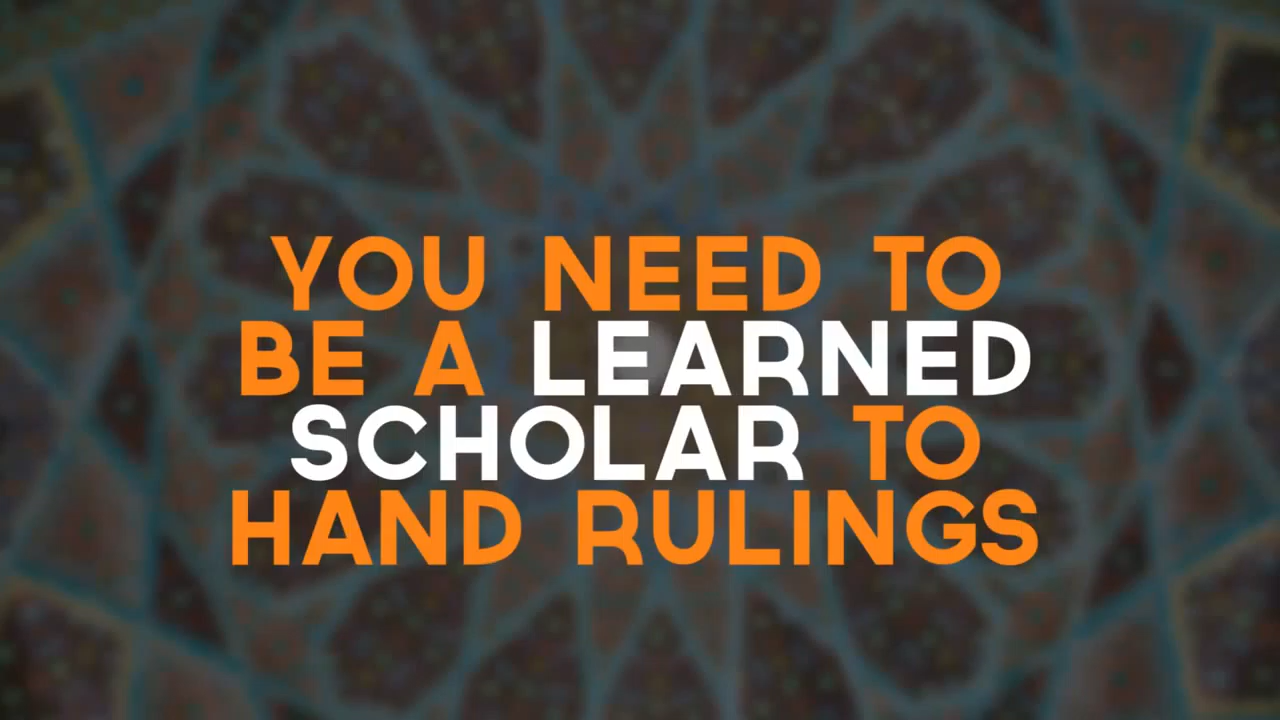 YOU NEED TO
BE A LEARNED
SCHOLAR TO
HAND RULINGS